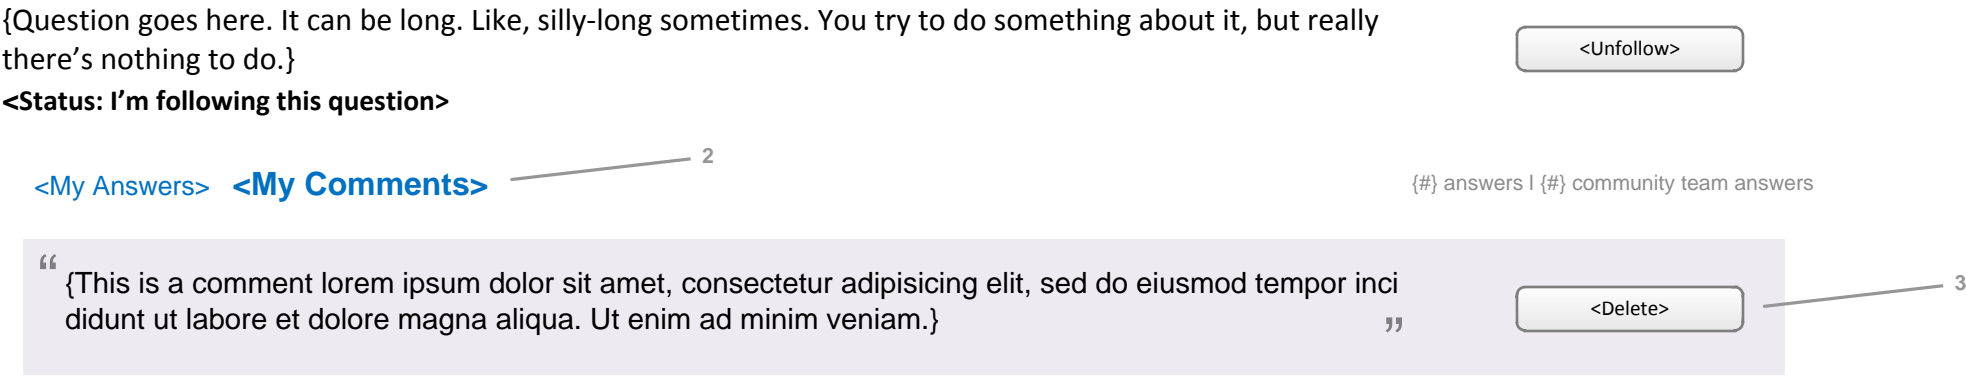 {Question goes here. It can be long. Like, silly-long sometimes. You try to do something about it, but really
there’s nothing to do.}
<Unfollow>
<Status: I’m following this question>
2
<My Answers> <My Comments>
{#} answers l {#} community team answers
“
{This is a comment lorem ipsum dolor sit amet, consectetur adipisicing elit, sed do eiusmod tempor inci
didunt ut labore et dolore magna aliqua. Ut enim ad minim veniam.}
”
<Delete>
3